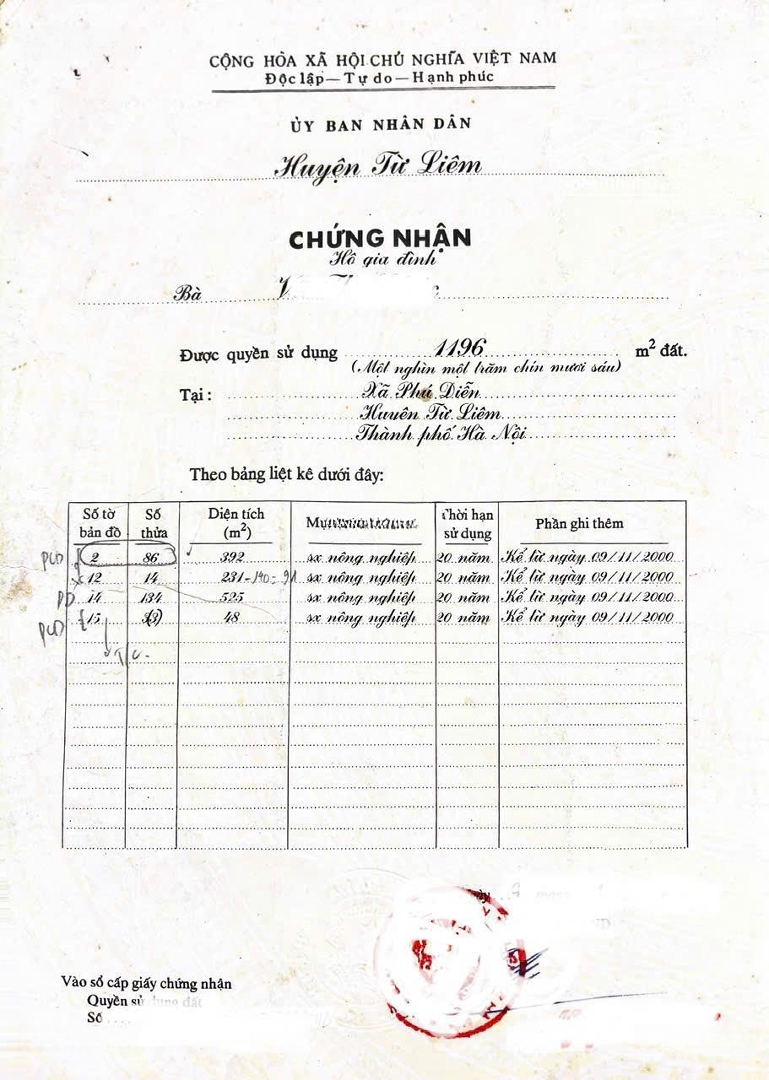 CỘNG HÒA XÃ HỘI CHỦ NGHĨA VIỆT NAM
Độc lập — Tự do — Hạnh phúc
ỦY BAN NHÂN DÂN
Huyện Từ Liêm
CHỨNG NHẬN
Hộ gia đình
Bà V
Được quyền sử dụng 1196 m² đất.
(Một nghìn một trăm chín mươi sáu)
Tại: Xã Phú Diễn
Huyện Từ Liêm
Thành phố Hà Nội
Theo bảng liệt kê dưới đây:
Số tờ bản đồ Số thửa Diện tích (m²) Thời hạn sử dụng Phần ghi thêm
2 86 392 sx nông nghiệp 20 năm Kể từ ngày 09/11/2000
12 14 231 -140= 91 sx nông nghiệp 20 năm Kể từ ngày 09/11/2000
PD 14 134 525 sx nông nghiệp 20 năm Kể từ ngày 09/11/2000
15 48 sx nông nghiệp 20 năm Kể từ ngày 09/11/2000
Vào sổ cấp giấy chứng nhận
Quyền sử dụng đất
Số